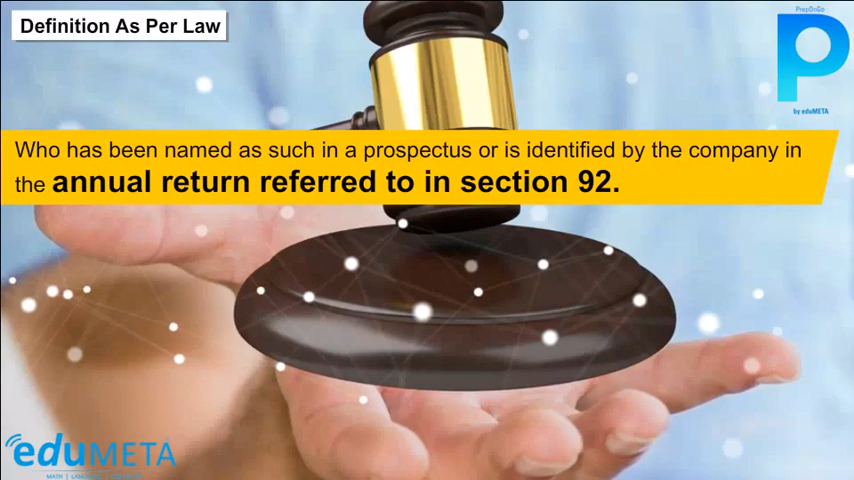 Definition As Per Law
PrepOnGo
P
by eduMETA
Who has been named as such in a prospectus or is identified by the company in
the annual return referred to in section 92.
eduMETA